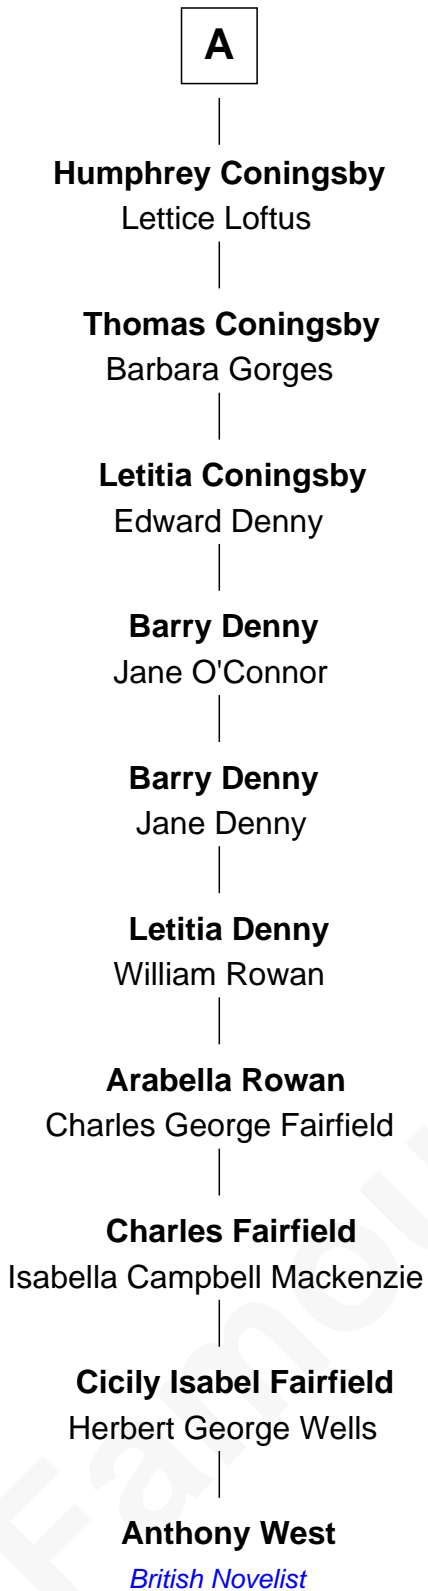 A
Humphrey Coningsby
Lettice Loftus
Thomas Coningsby
Barbara Gorges
Letitia Coningsby
Edward Denny
Barry Denny
Jane O'Connor
Barry Denny
Jane Denny
Letitia Denny
William Rowan
Arabella Rowan
Charles George Fairfield
Charles Fairfield
Isabella Campbell Mackenzie
Cicily Isabel Fairfield
Herbert George Wells
Anthony West
British Novelist